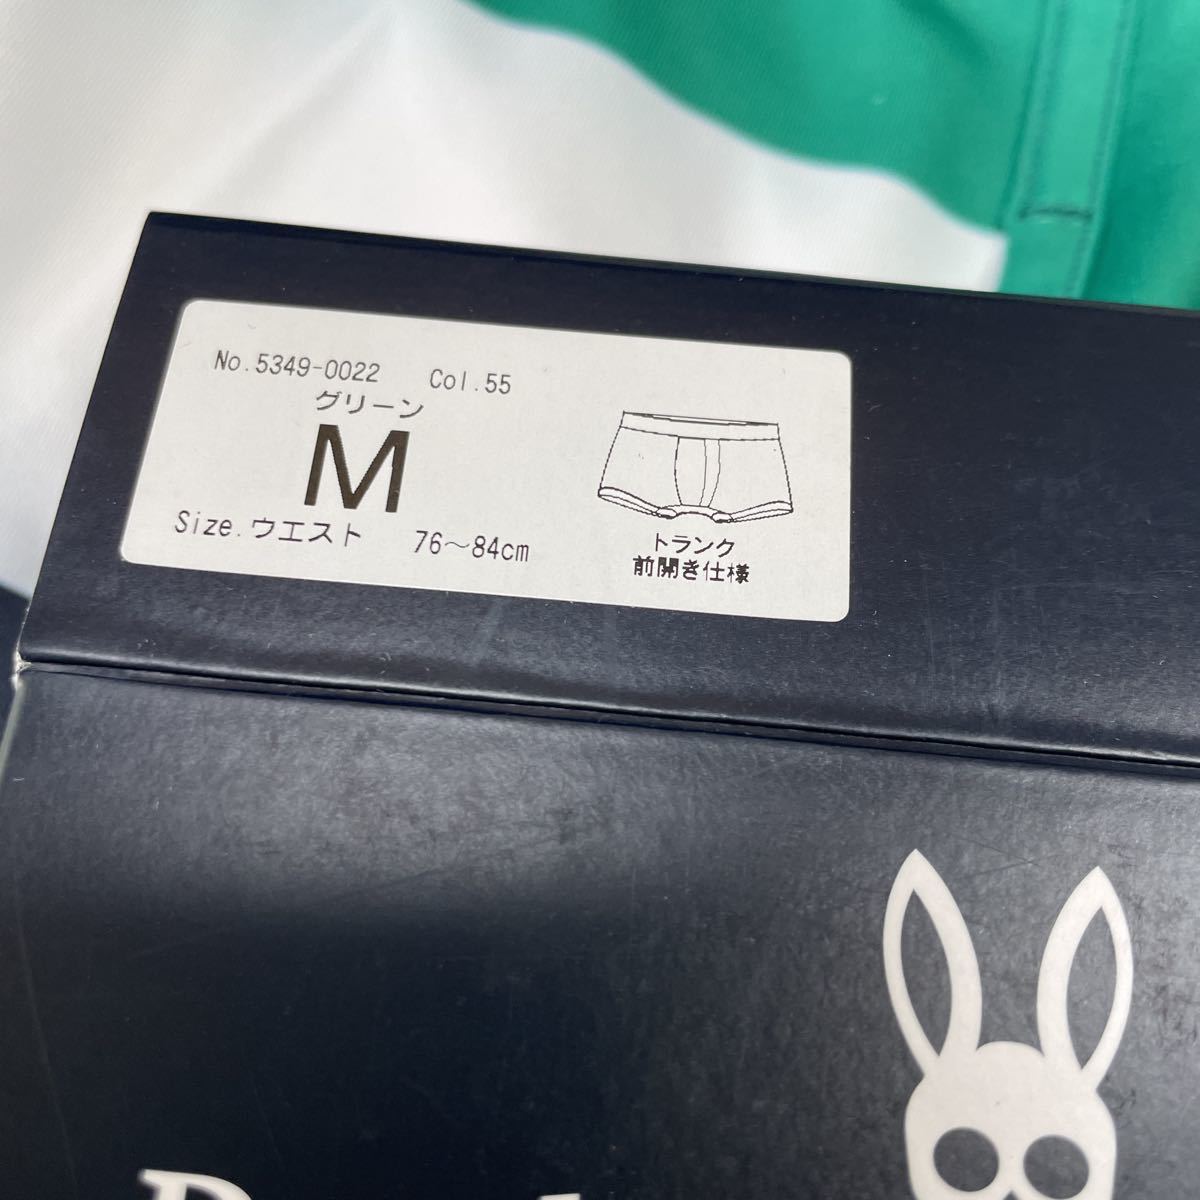 No.5349-0022 Col.55
グリーン
M
Size.ウエスト 76～84cm
トランク
前開き仕様